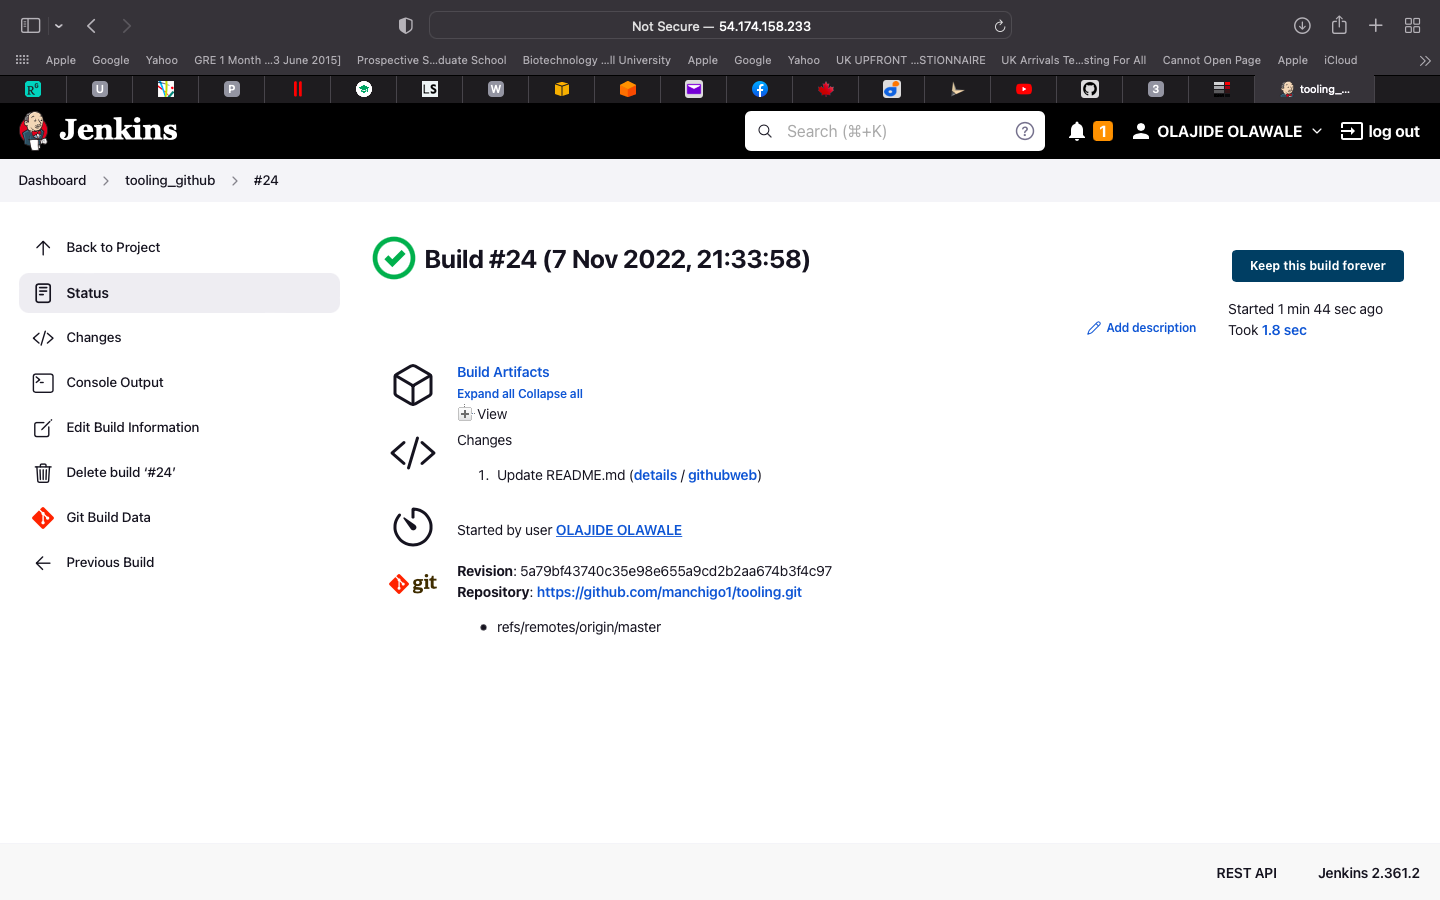 Not Secure — 54.174.158.233
Apple Google Yahoo GRE 1 Month ...3 June 2015] Prospective S...duate School Biotechnology ...ll University Apple Google Yahoo UK UPFRONT ...STIONNAIRE UK Arrivals Te...sting For All Cannot Open Page Apple iCloud
R U P LS W 3 tooling_...
Jenkins Search (⌘+K) ? 1 OLAJIDE OLAWALE log out
Dashboard tooling_github #24
Back to Project
Status
Changes
Console Output
Edit Build Information
Delete build ‘#24’
Git Build Data
Previous Build
Build #24 (7 Nov 2022, 21:33:58)
Keep this build forever
Started 1 min 44 sec ago
Took 1.8 sec
Add description
Build Artifacts
Expand all Collapse all
View
Changes
1. Update README.md (details / githubweb)
Started by user OLAJIDE OLAWALE
git
Revision: 5a79bf43740c35e98e655a9cd2b2aa674b3f4c97
Repository: https://github.com/manchigo1/tooling.git
refs/remotes/origin/master
REST API Jenkins 2.361.2